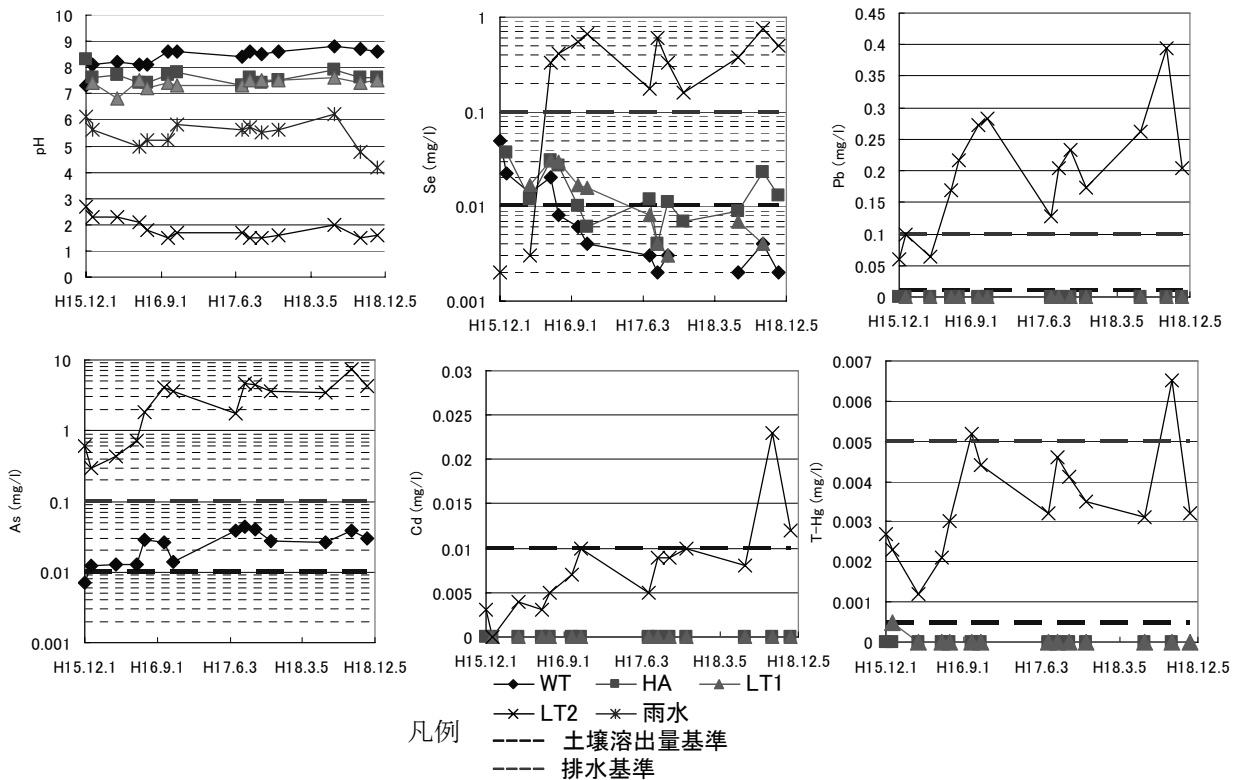 10
9
8
7
6
5
4
3
2
1
0
pH
H15.12.1 H16.9.1 H17.6.3 H18.3.5 H18.12.5
1
0.1
0.01
0.001
Se (mg/l)
H15.12.1 H16.9.1 H17.6.3 H18.3.5 H18.12.5
0.45
0.4
0.35
0.3
0.25
0.2
0.15
0.1
0.05
0
Pb (mg/l)
H15.12.1 H16.9.1 H17.6.3 H18.3.5 H18.12.5
10
1
0.1
0.01
0.001
As (mg/l)
H15.12.1 H16.9.1 H17.6.3 H18.3.5 H18.12.5
0.03
0.025
0.02
0.015
0.01
0.005
0
Cd (mg/l)
H15.12.1 H16.9.1 H17.6.3 H18.3.5 H18.12.5
0.007
0.006
0.005
0.004
0.003
0.002
0.001
0
T-Hg (mg/l)
H15.12.1 H16.9.1 H17.6.3 H18.3.5 H18.12.5
凡例
WT HA LT1
LT2 雨水
土壌溶出量基準
排水基準